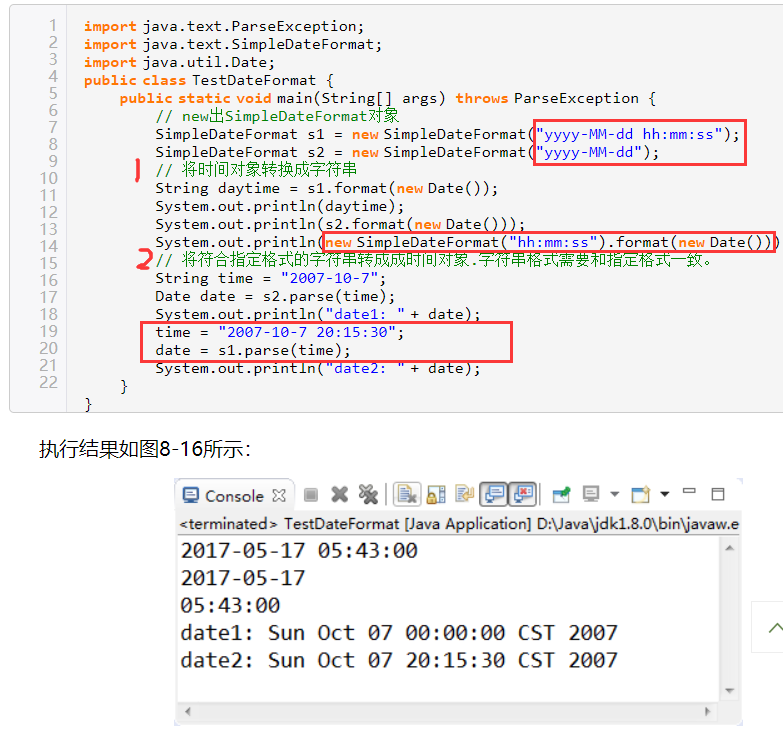 1 import java.text.ParseException;
2 import java.text.SimpleDateFormat;
3 import java.util.Date;
4 public class TestDateFormat {
5 public static void main(String[] args) throws ParseException {
6 // new出SimpleDateFormat对象
7 SimpleDateFormat s1 = new SimpleDateFormat("yyyy-MM-dd hh:mm:ss");
8 SimpleDateFormat s2 = new SimpleDateFormat("yyyy-MM-dd");
1
9 // 将时间对象转换成字符串
10 String daytime = s1.format(new Date());
11 System.out.println(daytime);
12 System.out.println(s2.format(new Date()));
13 System.out.println(new SimpleDateFormat("hh:mm:ss").format(new Date()))
2
14 // 将符合指定格式的字符串转成成时间对象.字符串格式需要和指定格式一致。
15 String time = "2007-10-7";
16 Date date = s2.parse(time);
17 System.out.println("date1: " + date);
18 time = "2007-10-7 20:15:30";
19 date = s1.parse(time);
20 System.out.println("date2: " + date);
21 }
22 }
执行结果如图8-16所示：
Console
<terminated> TestDateFormat [Java Application] D:\Java\jdk1.8.0\bin\javaw.e
2017-05-17 05:43:00
2017-05-17
05:43:00
date1: Sun Oct 07 00:00:00 CST 2007
date2: Sun Oct 07 20:15:30 CST 2007